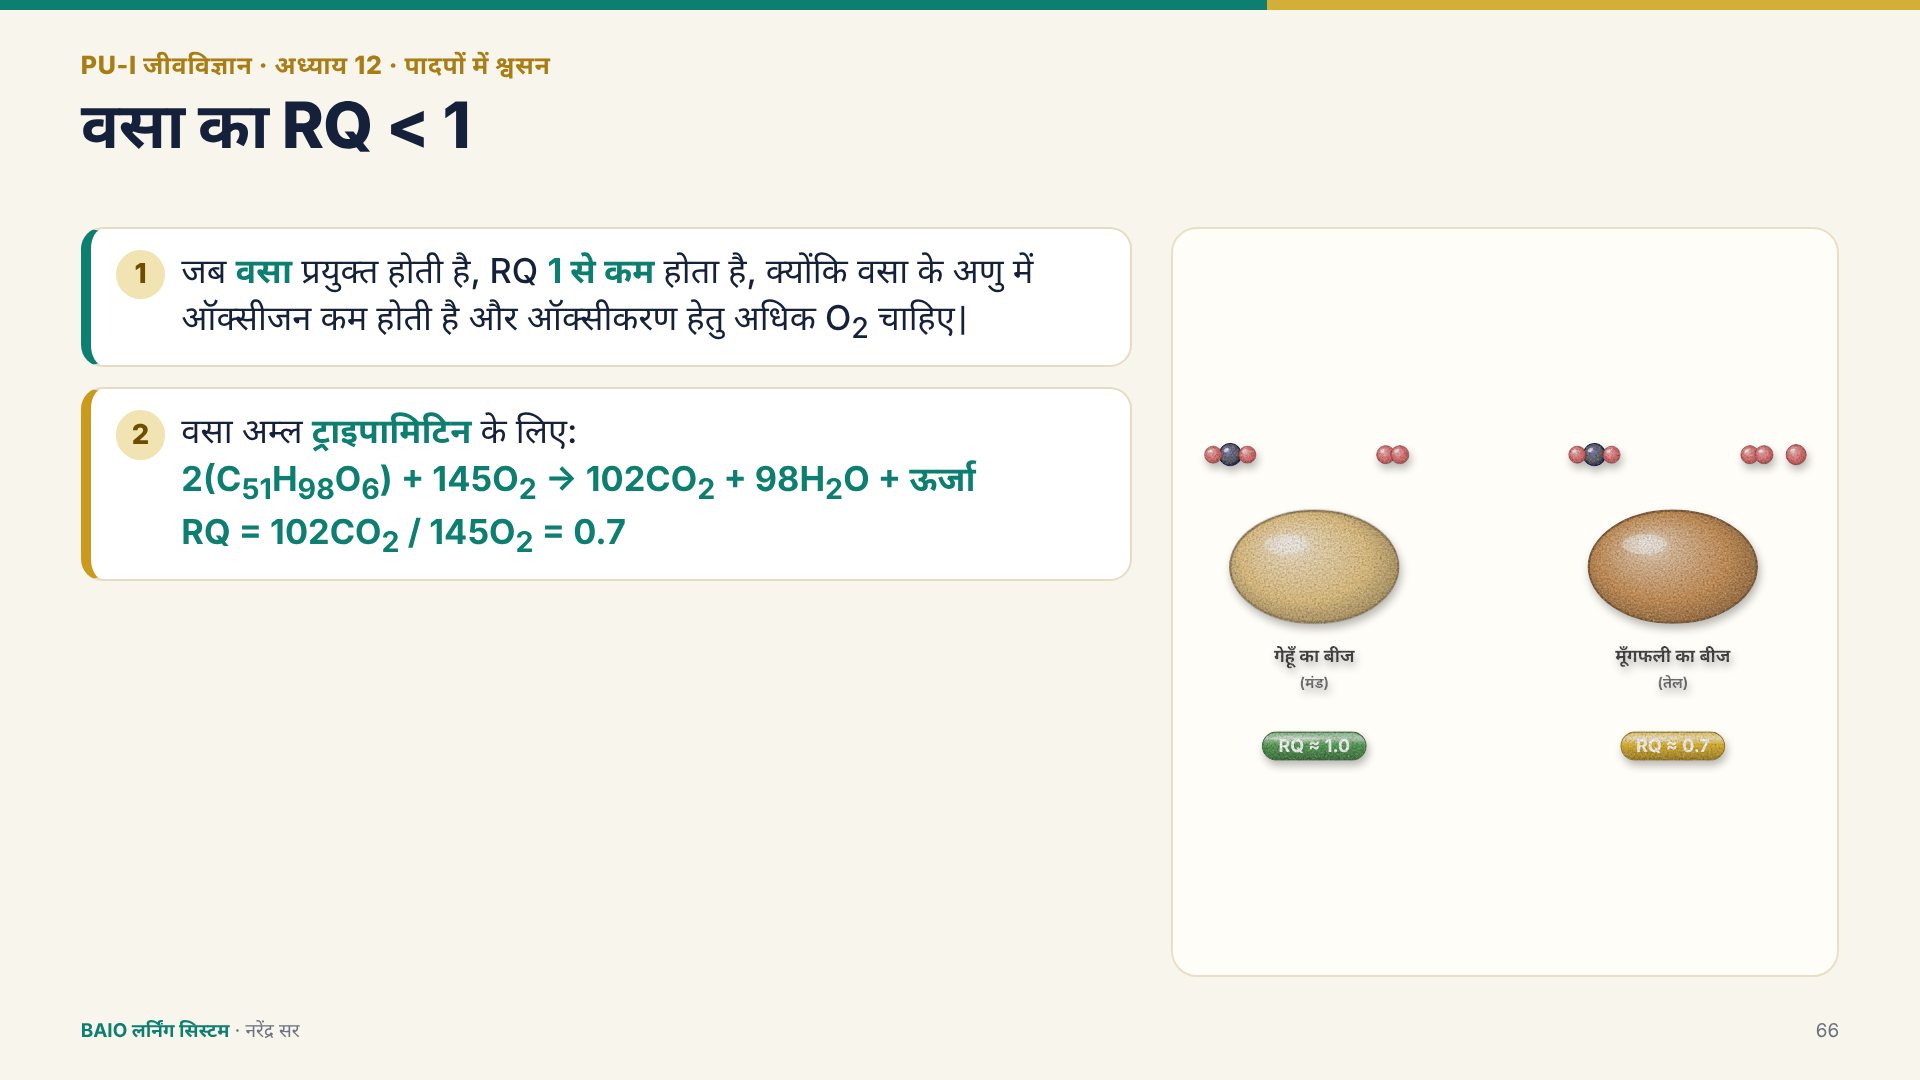 PU-I जीवविज्ञान · अध्याय 12 · पादपों में श्वसन
वसा का RQ < 1
1 जब वसा प्रयुक्त होती है, RQ 1 से कम होता है, क्योंकि वसा के अणु में
ऑक्सीजन कम होती है और ऑक्सीकरण हेतु अधिक O₂ चाहिए|
2 वसा अम्ल ट्राइपामिटिन के लिए:
2(C₅₁H₉₈O₆) + 145O₂ → 102CO₂ + 98H₂O + ऊर्जा
RQ = 102CO₂ / 145O₂ = 0.7
गेहूँ का बीज
(मंड)
RQ ≈ 1.0
मूँगफली का बीज
(तेल)
RQ ≈ 0.7
BAIO लर्निंग सिस्टम · नरेंद्र सर
66